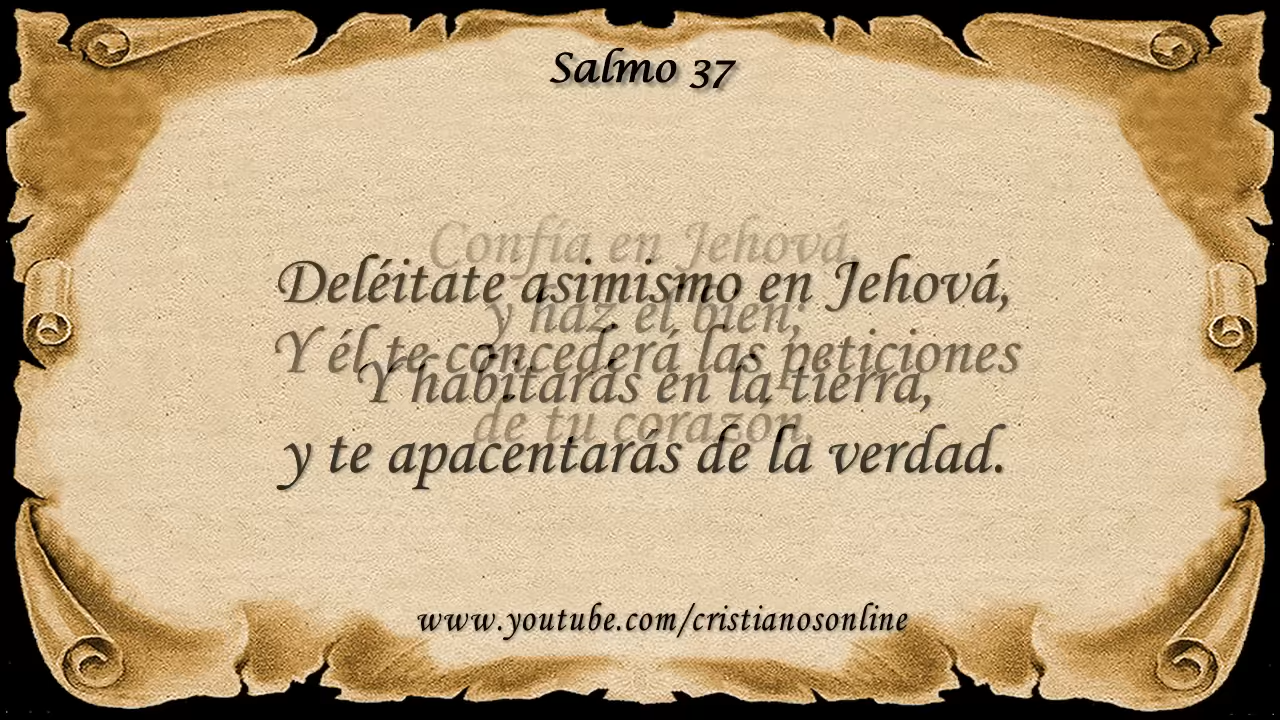 Salmo 37
Confía en Jehová,
y haz el bien;
Y habitarás en la tierra,
y te apacentarás de la verdad.
Deléitate asimismo en Jehová,
Y él te concederá las peticiones
de tu corazón.
www.youtube.com/cristianosonline